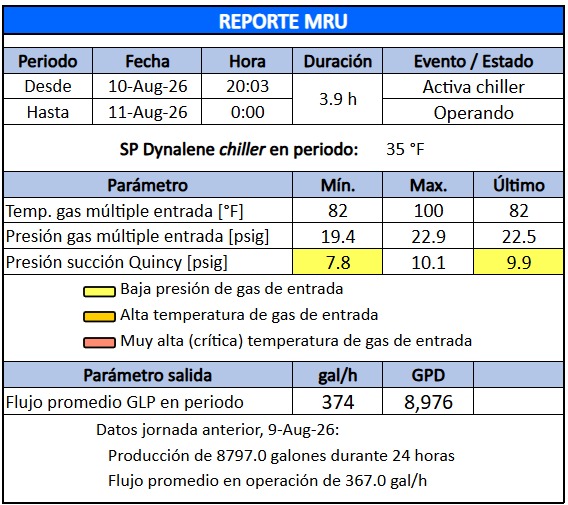 REPORTE MRU
Periodo Fecha Hora Duración Evento / Estado
Desde 10-Aug-26 20:03 3.9 h Activa chiller
Hasta 11-Aug-26 0:00 Operando
SP Dynalene chiller en periodo: 35 °F
Parámetro Mín. Max. Último
Temp. gas múltiple entrada [°F] 82 100 82
Presión gas múltiple entrada [psig] 19.4 22.9 22.5
Presión succión Quincy [psig] 7.8 10.1 9.9
Baja presión de gas de entrada
Alta temperatura de gas de entrada
Muy alta (crítica) temperatura de gas de entrada
Parámetro salida gal/h GPD
Flujo promedio GLP en periodo 374 8,976
Datos jornada anterior, 9-Aug-26:
Producción de 8797.0 galones durante 24 horas
Flujo promedio en operación de 367.0 gal/h